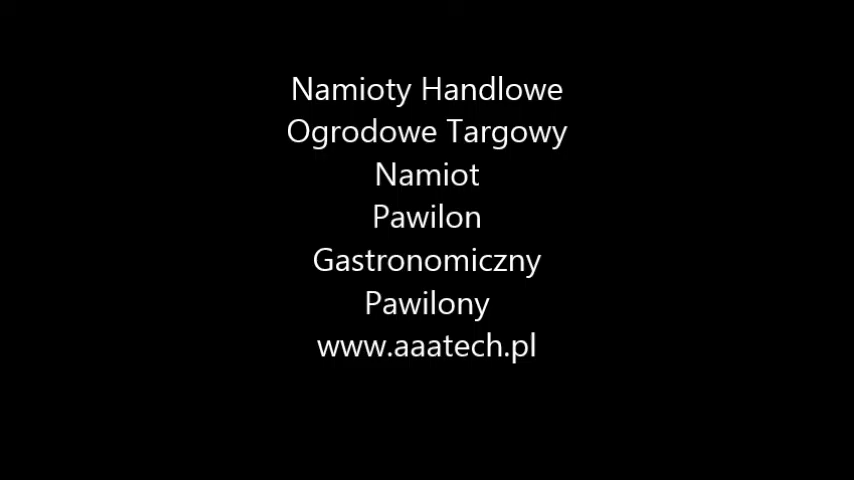 Namioty Handlowe
Ogrodowe Targowy
Namiot
Pawilon
Gastronomiczny
Pawilony
www.aaatech.pl